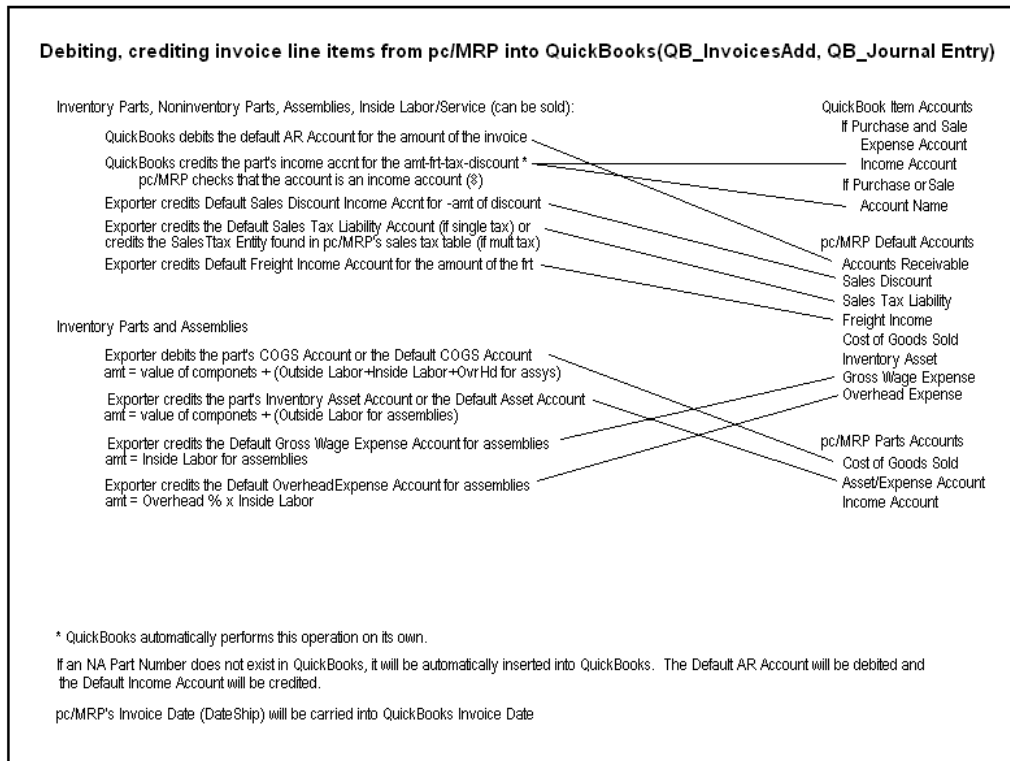 Debiting, crediting invoice line items from pc/MRP into QuickBooks(QB_InvoicesAdd, QB_Journal Entry)
Inventory Parts, Noninventory Parts, Assemblies, Inside Labor/Service (can be sold):
QuickBooks debits the default AR Account for the amount of the invoice
QuickBooks credits the part's income accnt for the amt-frt-tax-discount *
pc/MRP checks that the account is an income account (8)
Exporter credits Default Sales Discount Income Accnt for -amt of discount
Exporter credits the Default Sales Tax Liability Account (if single tax) or
credits the SalesTtax Entity found in pc/MRP's sales tax table (if mult tax)
Exporter credits Default Freight Income Account for the amount of the frt
Inventory Parts and Assemblies
Exporter debits the part's COGS Account or the Default COGS Account
amt = value of componets + (Outside Labor+Inside Labor+OvrHd for assys)
Exporter credits the part's Inventory Asset Account or the Default Asset Account
amt = value of componets + (Outside Labor for assemblies)
Exporter credits the Default Gross Wage Expense Account for assemblies
amt = Inside Labor for assemblies
Exporter credits the Default OverheadExpense Account for assemblies
amt = Overhead % x Inside Labor
QuickBook Item Accounts
If Purchase and Sale
Expense Account
Income Account
If Purchase or Sale
Account Name
pc/MRP Default Accounts
Accounts Receivable
Sales Discount
Sales Tax Liability
Freight Income
Cost of Goods Sold
Inventory Asset
Gross Wage Expense
Overhead Expense
pc/MRP Parts Accounts
Cost of Goods Sold
Asset/Expense Account
Income Account
* QuickBooks automatically performs this operation on its own.
If an NA Part Number does not exist in QuickBooks, it will be automatically inserted into QuickBooks. The Default AR Account will be debited and
the Default Income Account will be credited.
pc/MRP's Invoice Date (DateShip) will be carried into QuickBooks Invoice Date